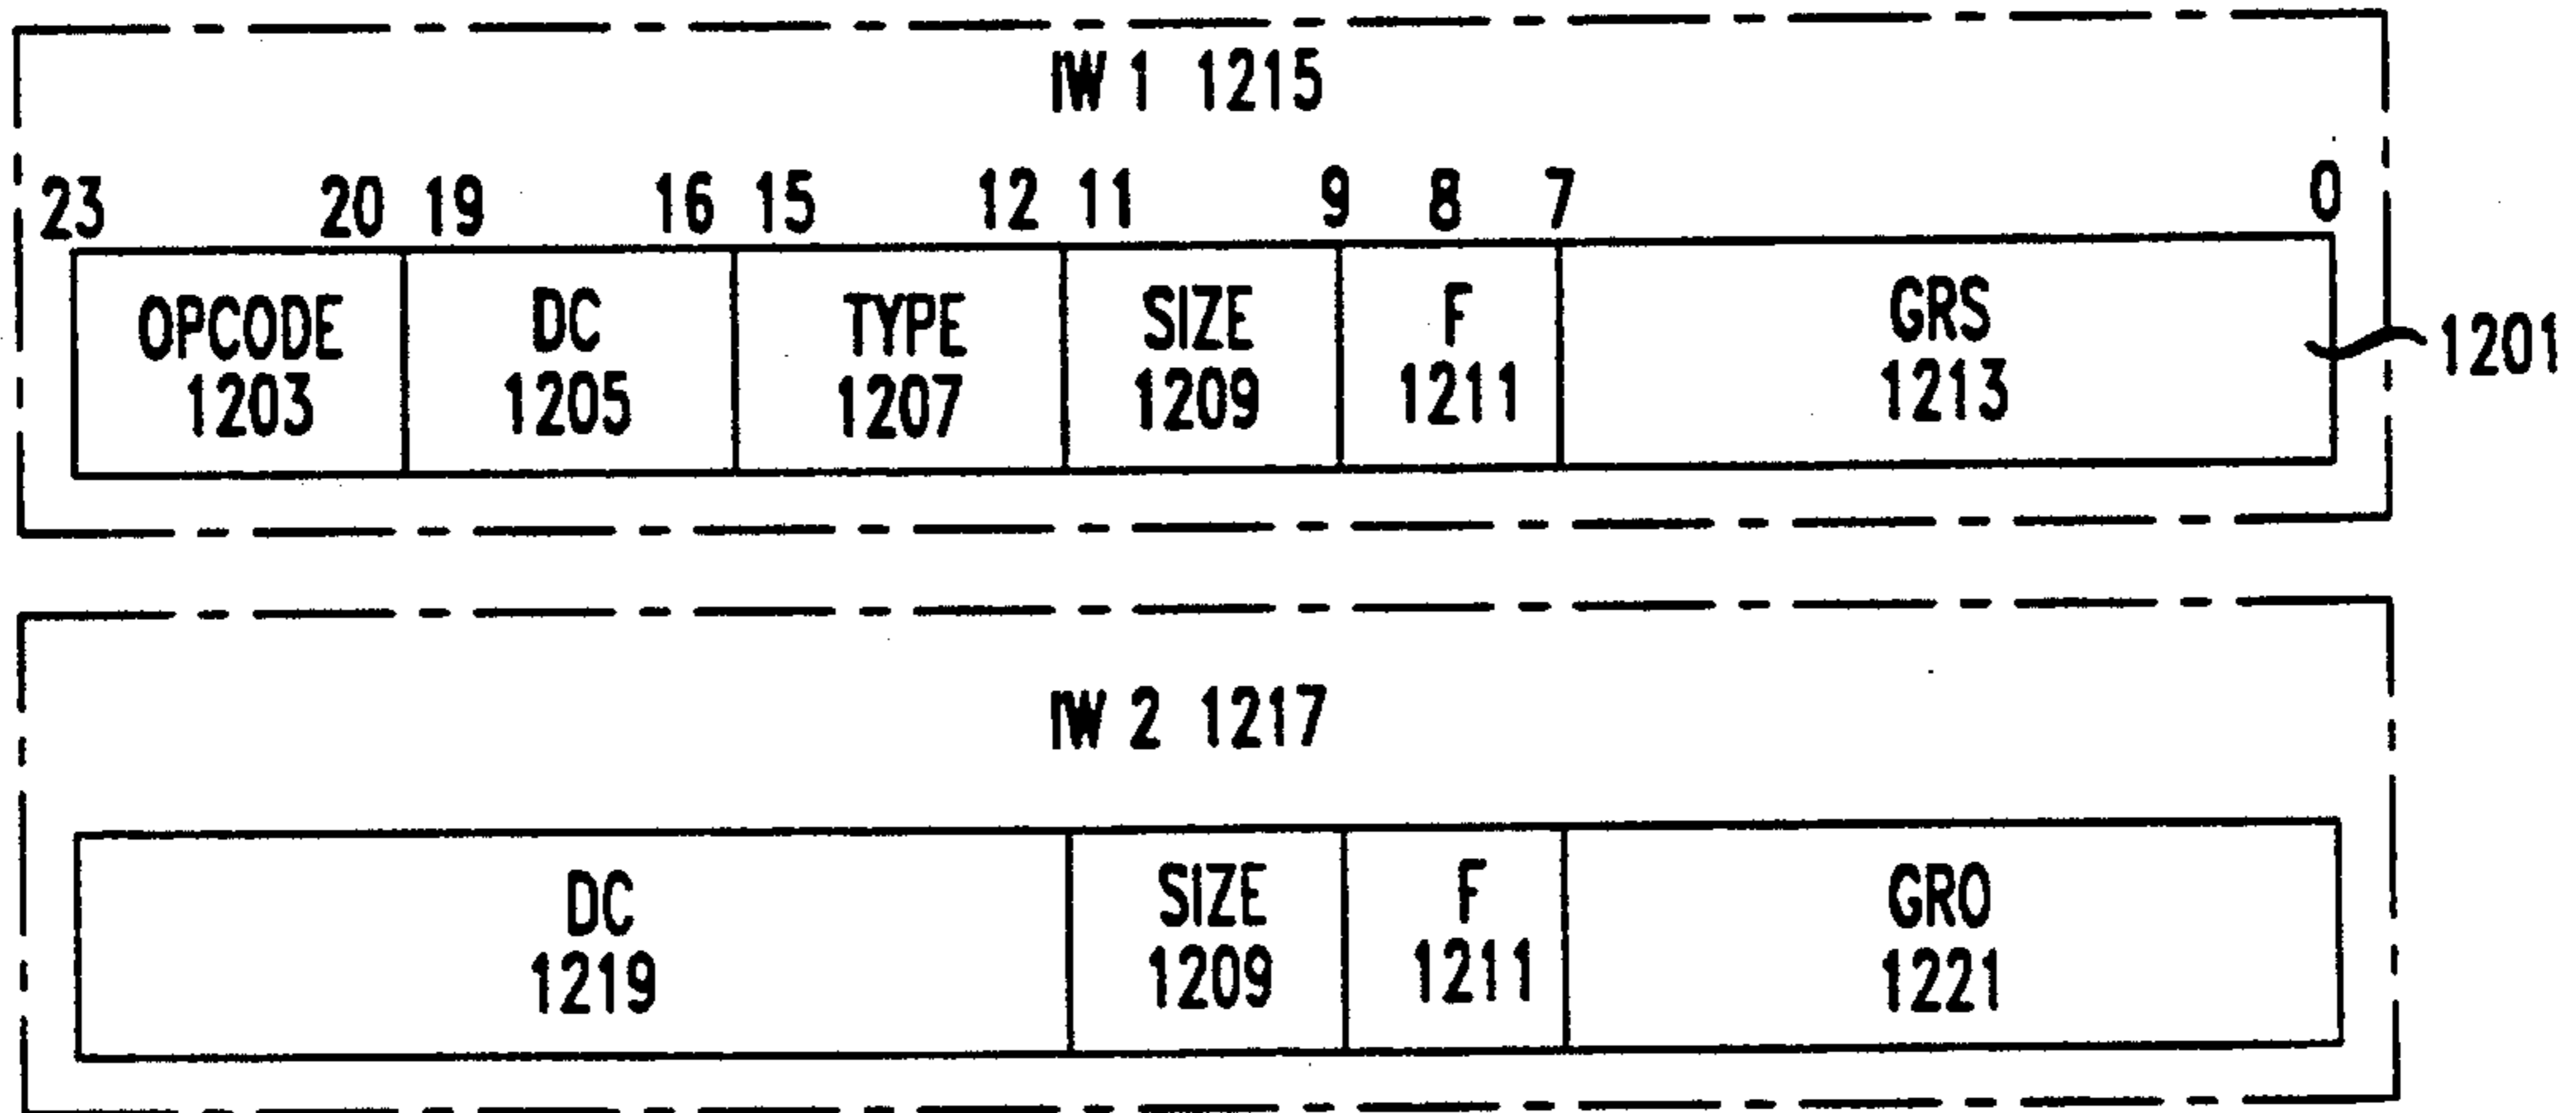 IW 1 1215
23 20 19 16 15 12 11 9 8 7 0
OPCODE DC TYPE SIZE F GRS
1203 1205 1207 1209 1211 1213
1201
IW 2 1217
DC SIZE F GRO
1219 1209 1211 1221